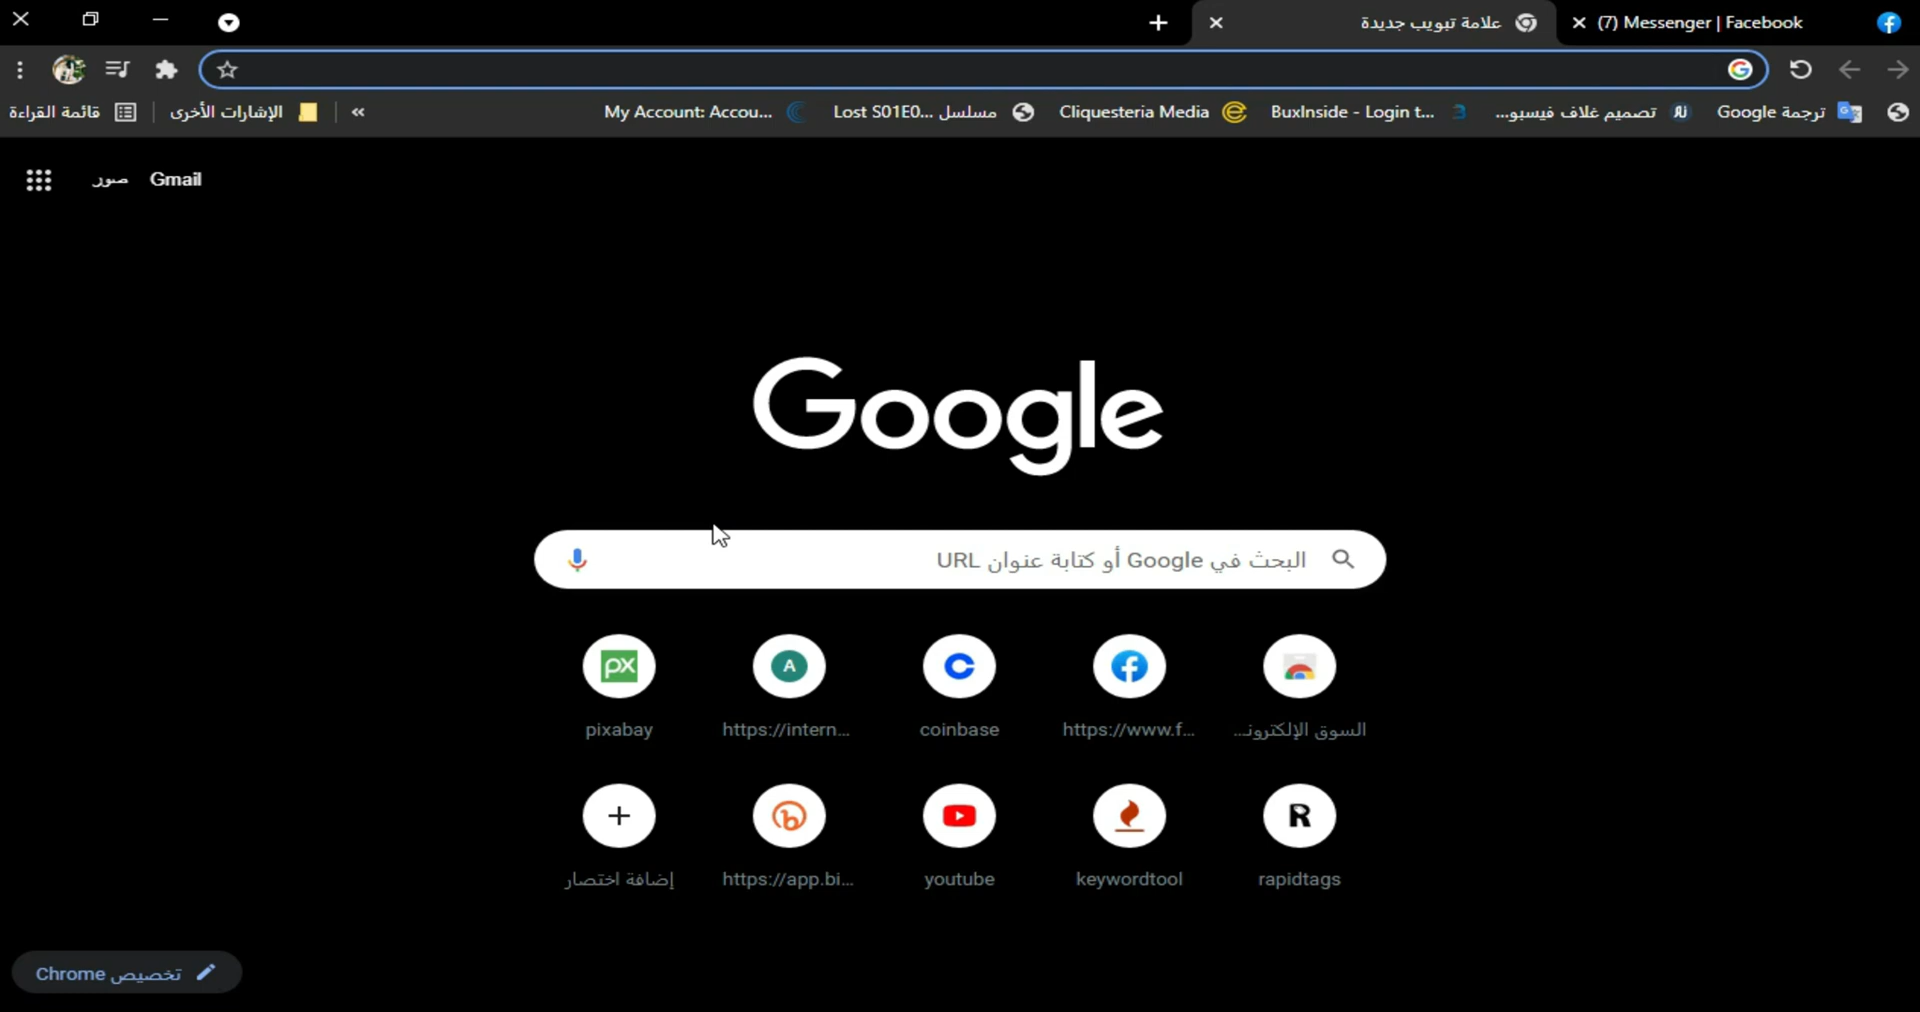 (7) Messenger | Facebook
علامة تبويب جديدة
ترجمة Google
تصميم غلاف فيسبو...
BuxInside - Login t...
Cliquesteria Media
مسلسل Lost S01E0...
My Account: Accou...
»
الإشارات الأخرى
قائمة القراءة
Gmail
صور
Google
البحث في Google أو كتابة عنوان URL
السوق الإلكترونـ...
https://www.f...
coinbase
https://intern...
pixabay
rapidtags
keywordtool
youtube
https://app.bi...
إضافة اختصار
تخصيص Chrome